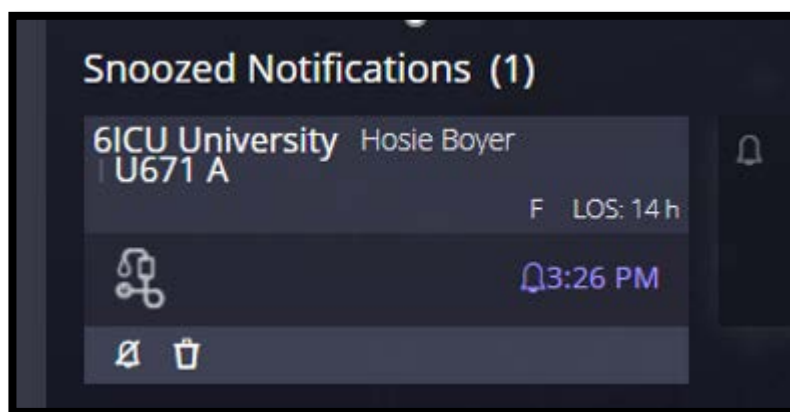 Snoozed Notifications (1)
6ICU University Hosie Boyer
| U671 A
F LOS: 14 h
3:26 PM